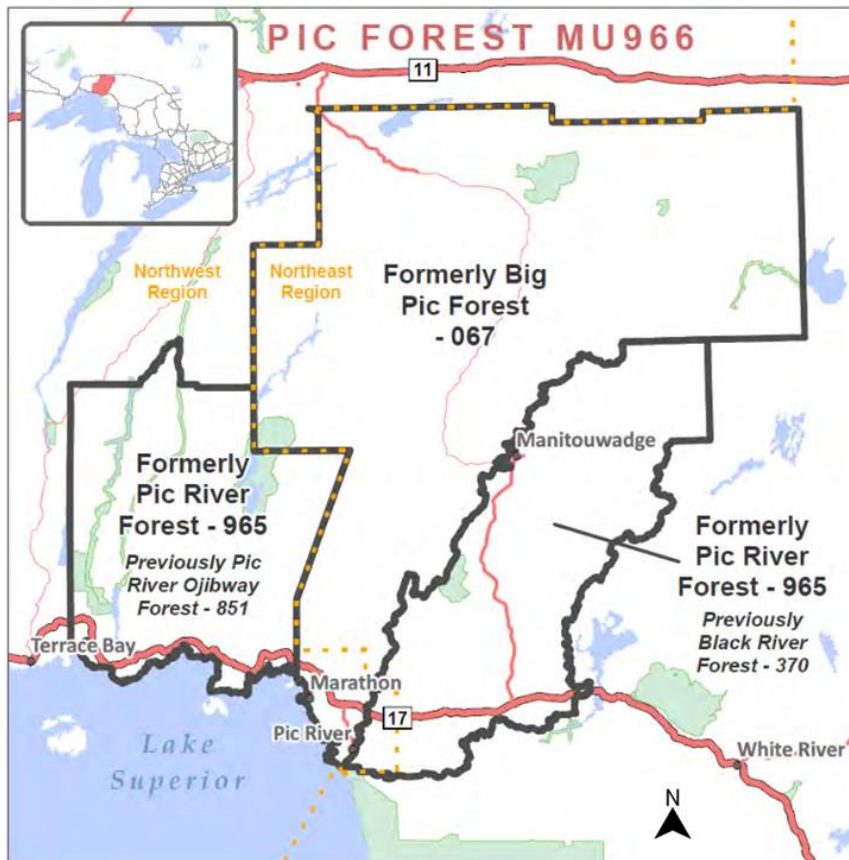 PIC FOREST MU966
11
Northwest
Region
Northeast
Region
Formerly Big
Pic Forest
- 067
Manitouwadge
Formerly
Pic River
Forest - 965
Previously Pic
River Ojibway
Forest - 851
Formerly
Pic River
Forest - 965
Previously
Black River
Forest - 370
Terrace Bay
Marathon
17
Pic River
Lake
Superior
White River
N